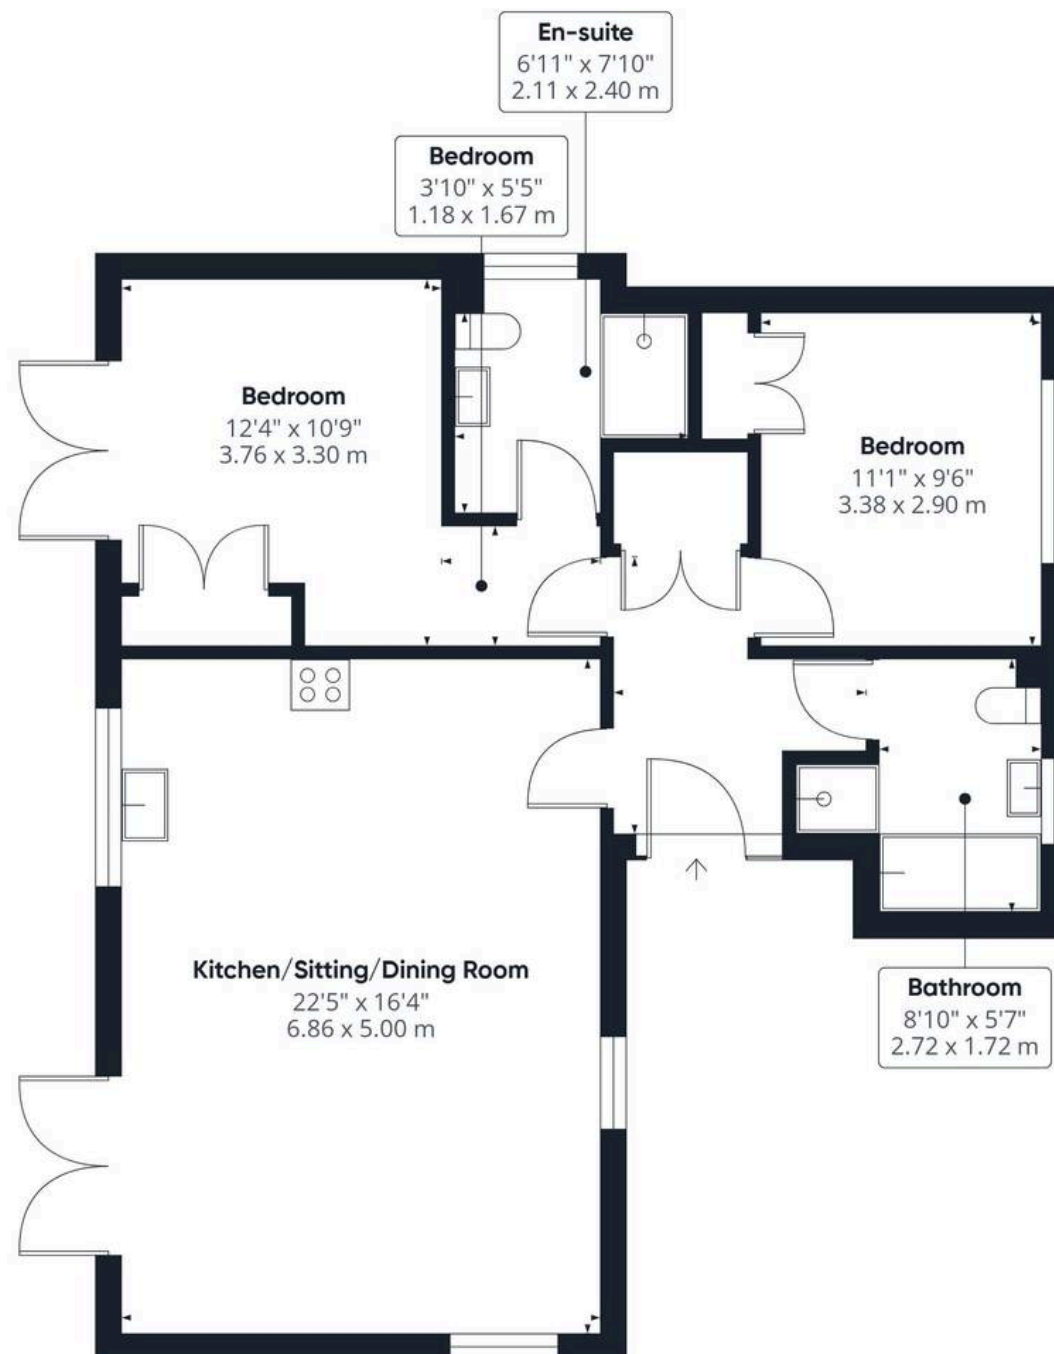 En-suite
6'11" x 7'10"
2.11 x 2.40 m
Bedroom
3'10" x 5'5"
1.18 x 1.67 m
Bedroom
12'4" x 10'9"
3.76 x 3.30 m
Bedroom
11'1" x 9'6"
3.38 x 2.90 m
Kitchen/Sitting/Dining Room
22'5" x 16'4"
6.86 x 5.00 m
Bathroom
8'10" x 5'7"
2.72 x 1.72 m